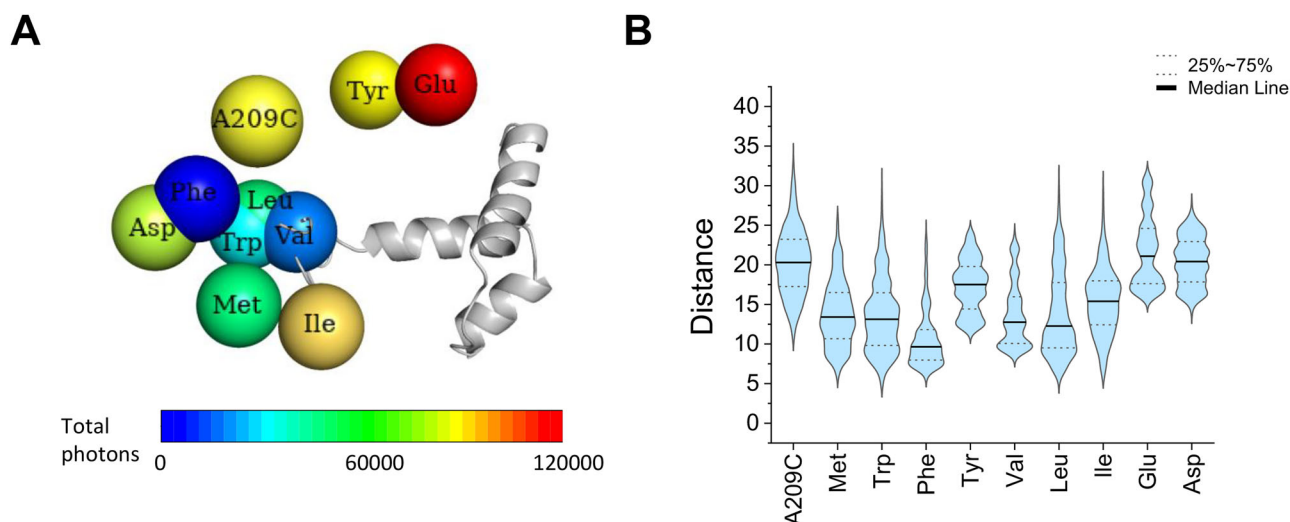 A
A209C
Tyr
Glu
Phe
Leu
Asp
Trp
Val
Met
Ile
Total
photons
0
60000
120000
B
25%~75%
Median Line
Distance
40
35
30
25
20
15
10
5
0
A209C
Met
Trp
Phe
Tyr
Val
Leu
Ile
Glu
Asp